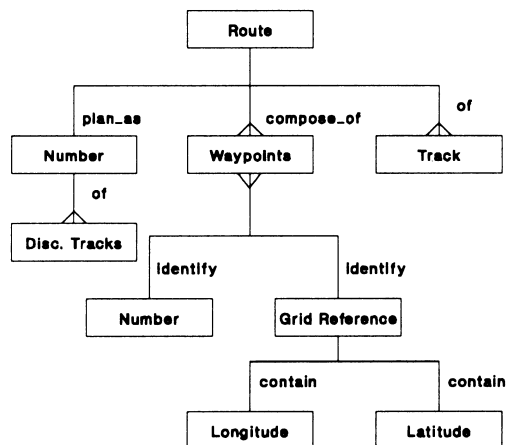 Route
plan_as
compose_of
of
Number
Waypoints
Track
of
Disc. Tracks
identify
identify
Number
Grid Reference
contain
contain
Longitude
Latitude